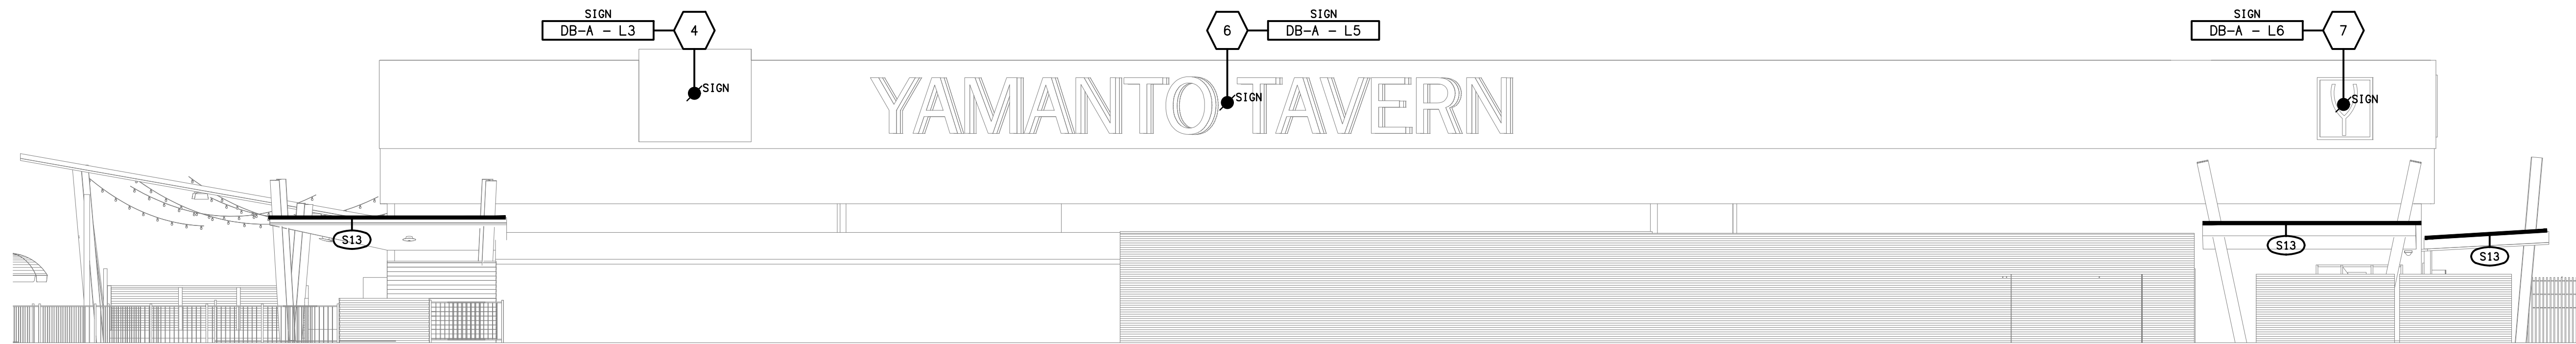 SIGN
DB-A - L3
4
SIGN
6
SIGN
DB-A - L5
SIGN
SIGN
DB-A - L6
7
SIGN
YAMANTO TAVERN
S13
S13
S13